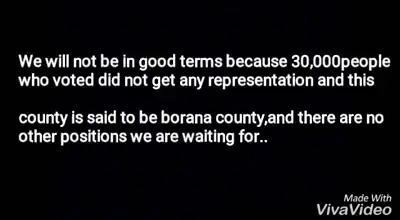 We will not be in good terms because 30,000people
who voted did not get any representation and this
county is said to be borana county,and there are no
other positions we are waiting for..
Made With
VivaVideo